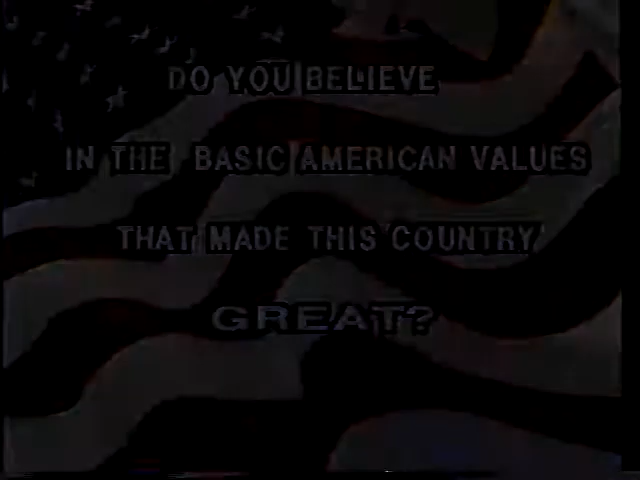 DO YOU BELIEVE
IN THE BASIC AMERICAN VALUES
THAT MADE THIS COUNTRY
GREAT?